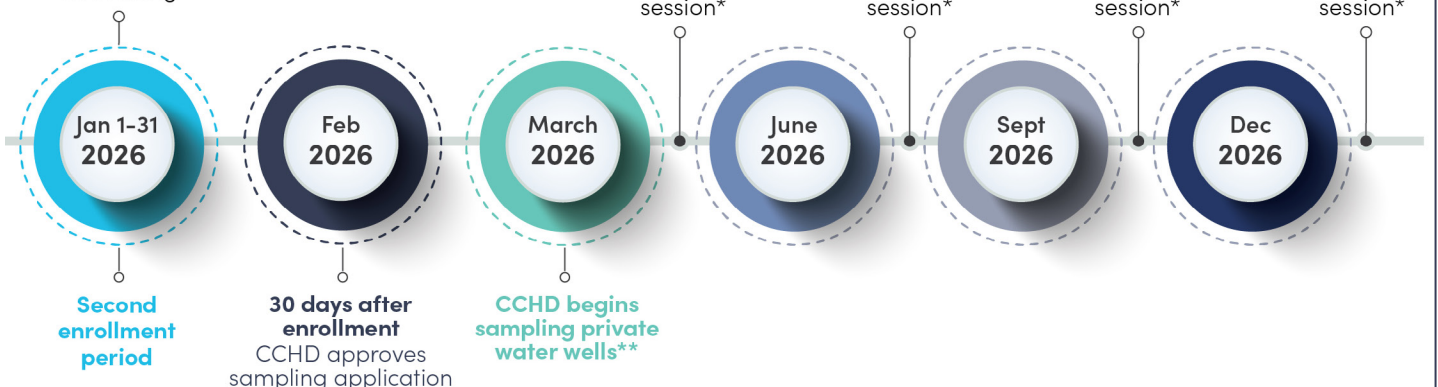 session*
session*
session*
session*
Jan 1-31
2026
Feb
2026
March
2026
June
2026
Sept
2026
Dec
2026
Second
enrollment
period
30 days after
enrollment
CCHD approves
sampling application
CCHD begins
sampling private
water wells**